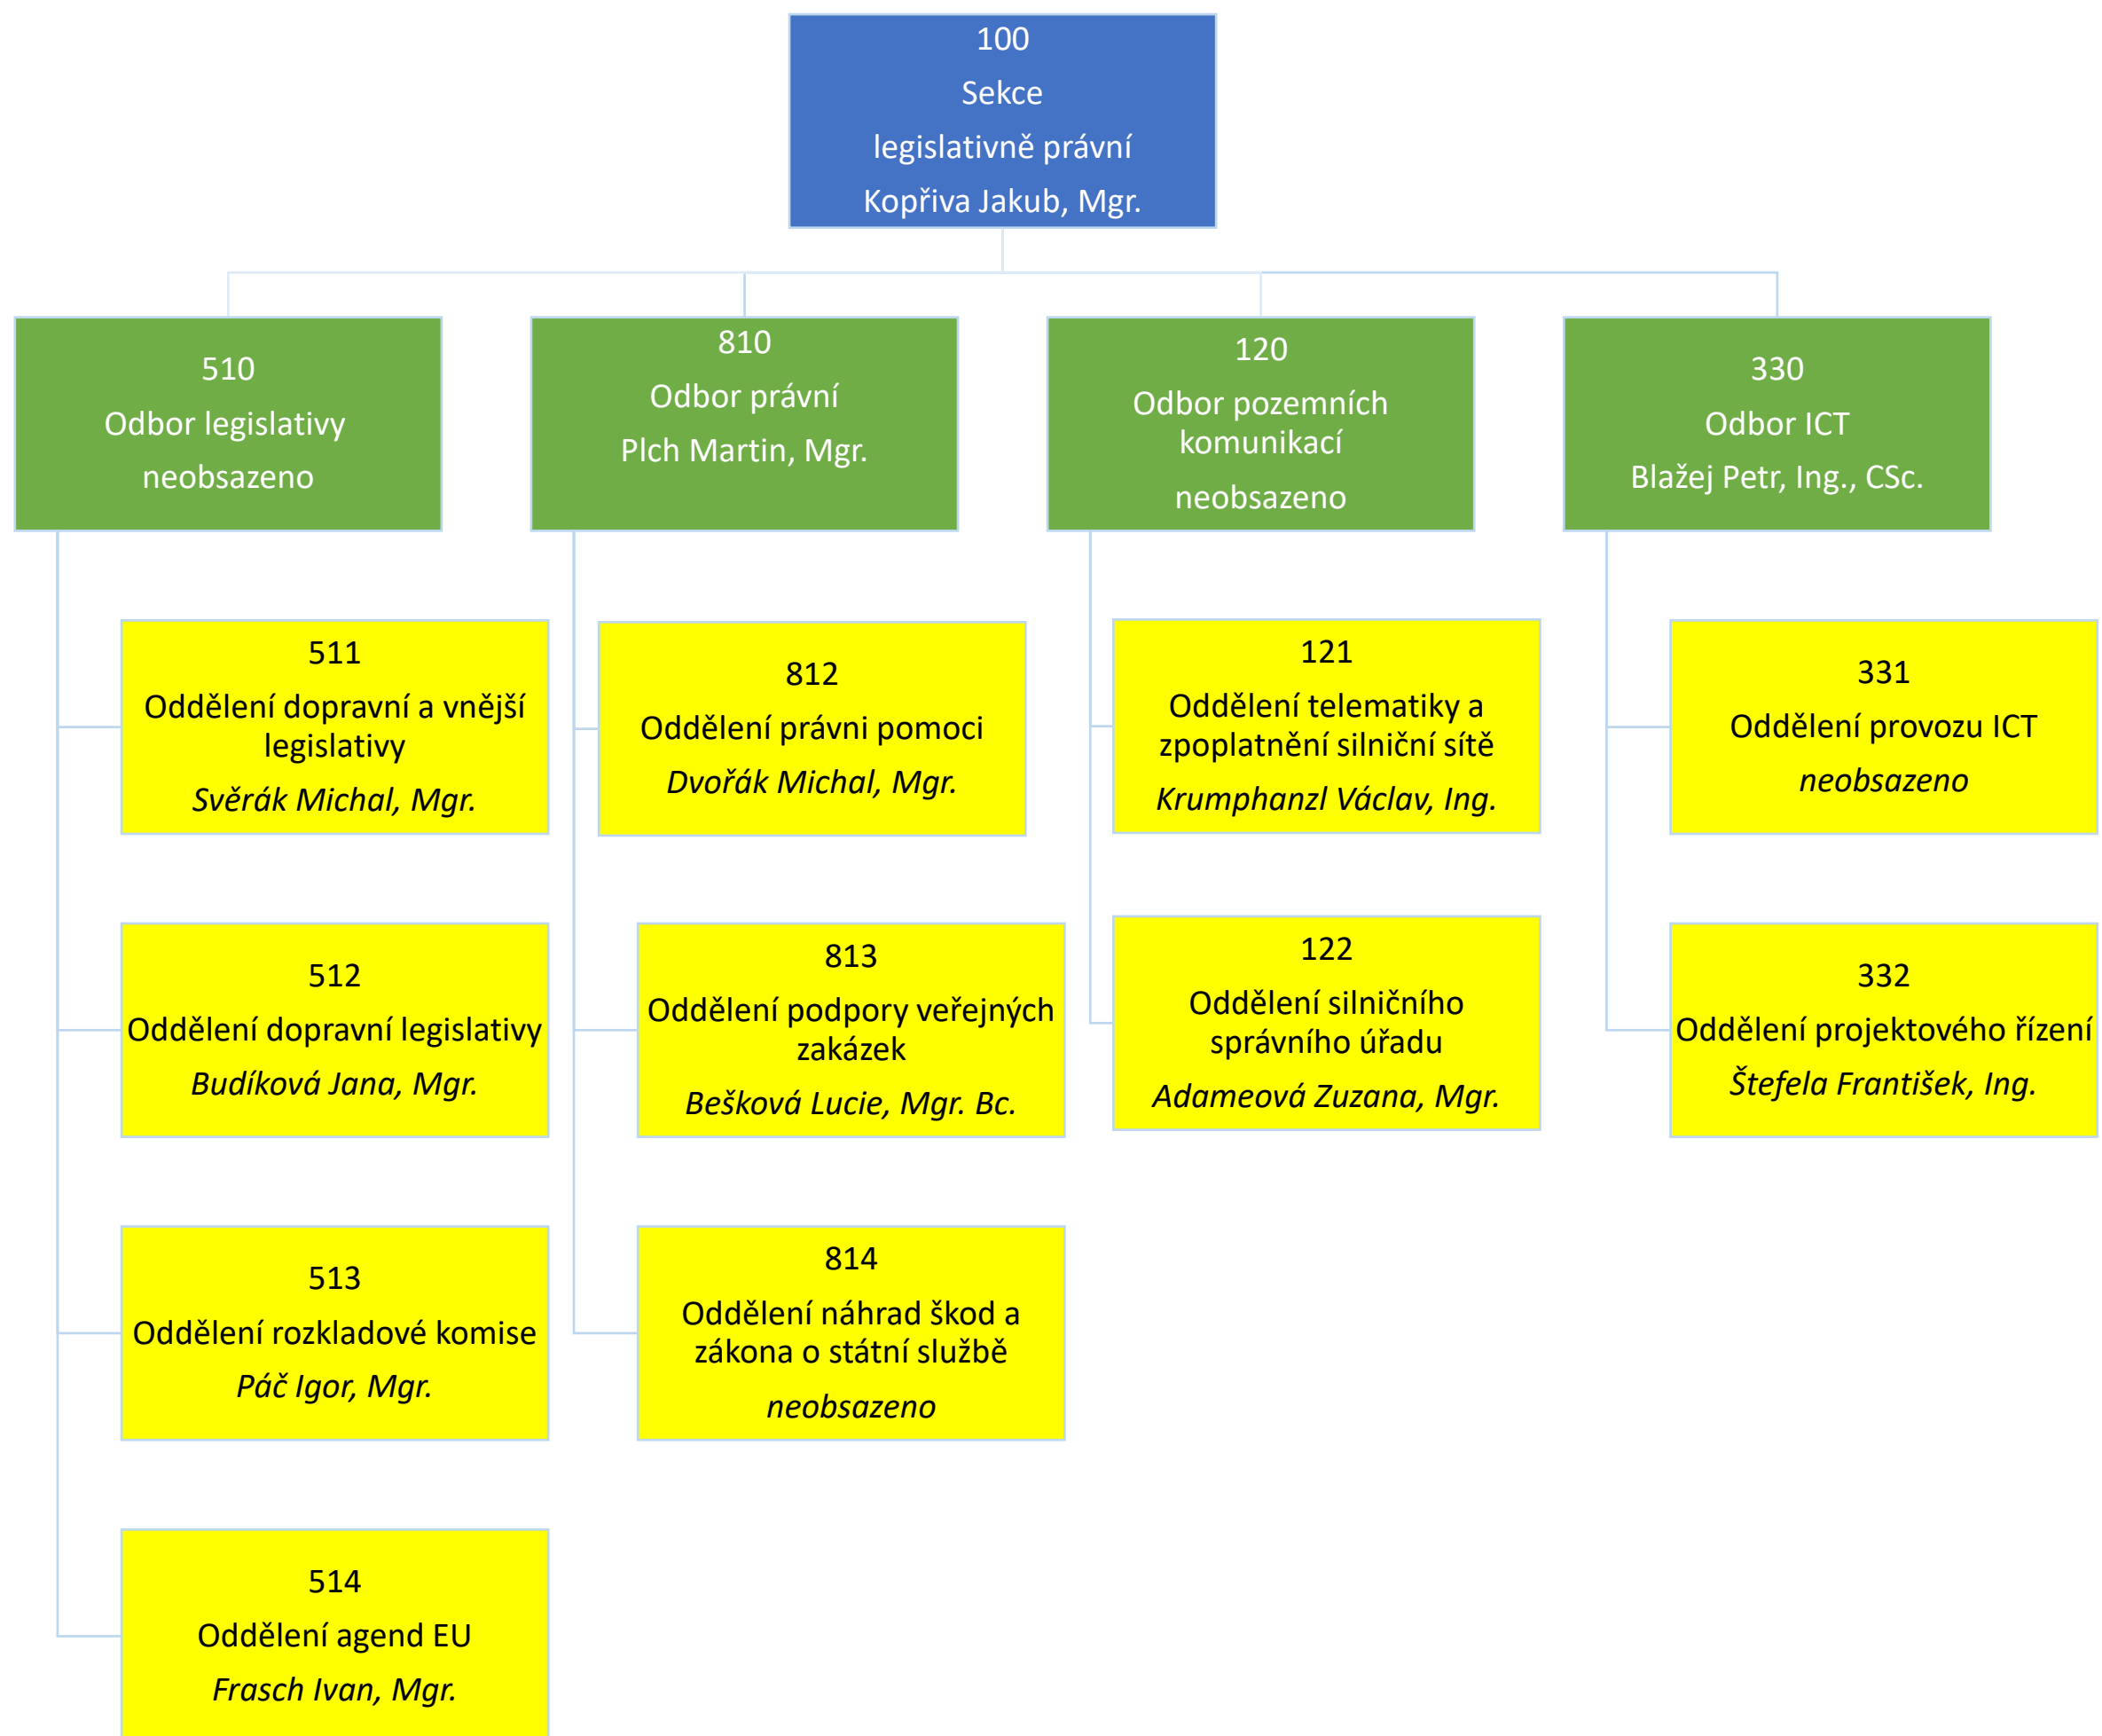 100
Sekce
legislativně právní
Kopřiva Jakub, Mgr.
510
Odbor legislativy
neobsazeno
810
Odbor právní
Plch Martin, Mgr.
120
Odbor pozemních
komunikací
neobsazeno
330
Odbor ICT
Blažej Petr, Ing., CSc.
511
Oddělení dopravní a vnější
legislativy
Svěrák Michal, Mgr.
812
Oddělení právni pomoci
Dvořák Michal, Mgr.
121
Oddělení telematiky a
zpoplatnění silniční sítě
Krumphanzl Václav, Ing.
331
Oddělení provozu ICT
neobsazeno
512
Oddělení dopravní legislativy
Budíková Jana, Mgr.
813
Oddělení podpory veřejných
zakázek
Bešková Lucie, Mgr. Bc.
122
Oddělení silničního
správního úřadu
Adameová Zuzana, Mgr.
332
Oddělení projektového řízení
Štefela František, Ing.
513
Oddělení rozkladové komise
Páč Igor, Mgr.
814
Oddělení náhrad škod a
zákona o státní službě
neobsazeno
514
Oddělení agend EU
Frasch Ivan, Mgr.